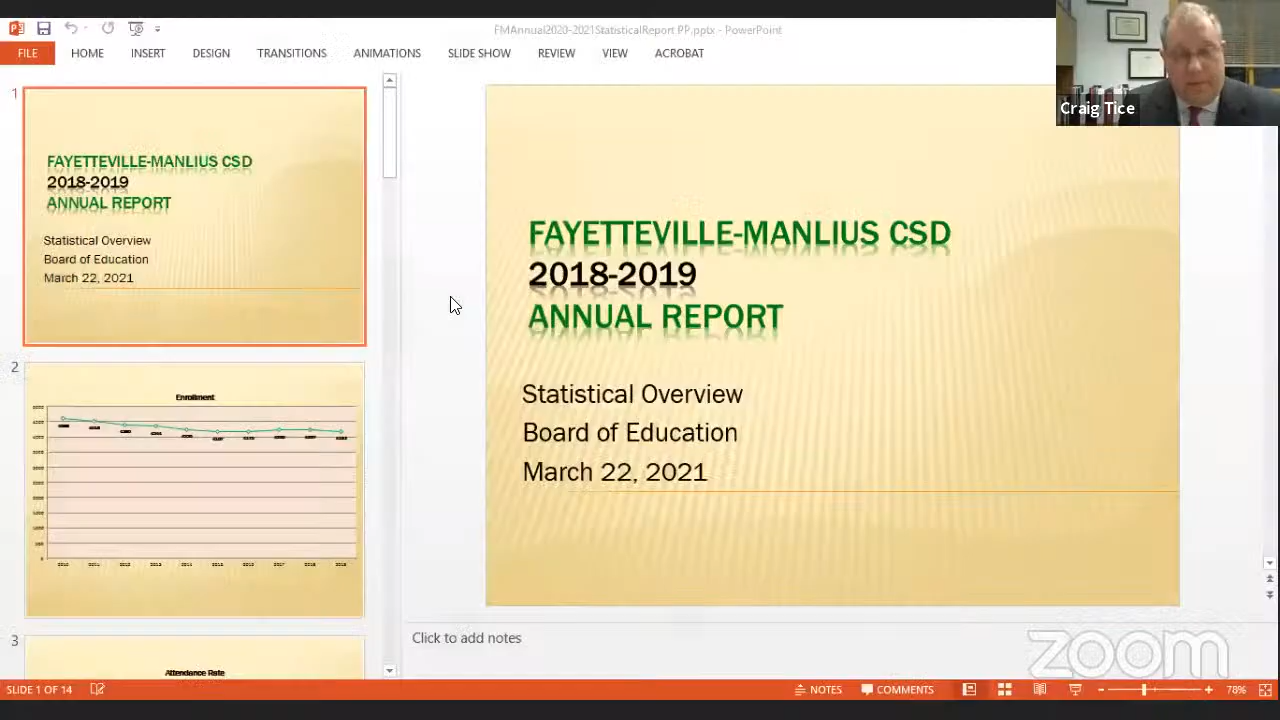 FMAnnual2020-2021StatisticalReport PP.pptx - PowerPoint
FILE HOME INSERT DESIGN TRANSITIONS ANIMATIONS SLIDE SHOW REVIEW VIEW ACROBAT
Craig Tice
1
FAYETTEVILLE-MANLIUS CSD
2018-2019
ANNUAL REPORT
Statistical Overview
Board of Education
March 22, 2021
2
Enrollment
3
Attendance Rate
FAYETTEVILLE-MANLIUS CSD
2018-2019
ANNUAL REPORT
Statistical Overview
Board of Education
March 22, 2021
Click to add notes
zoom
SLIDE 1 OF 14 NOTES COMMENTS 78%